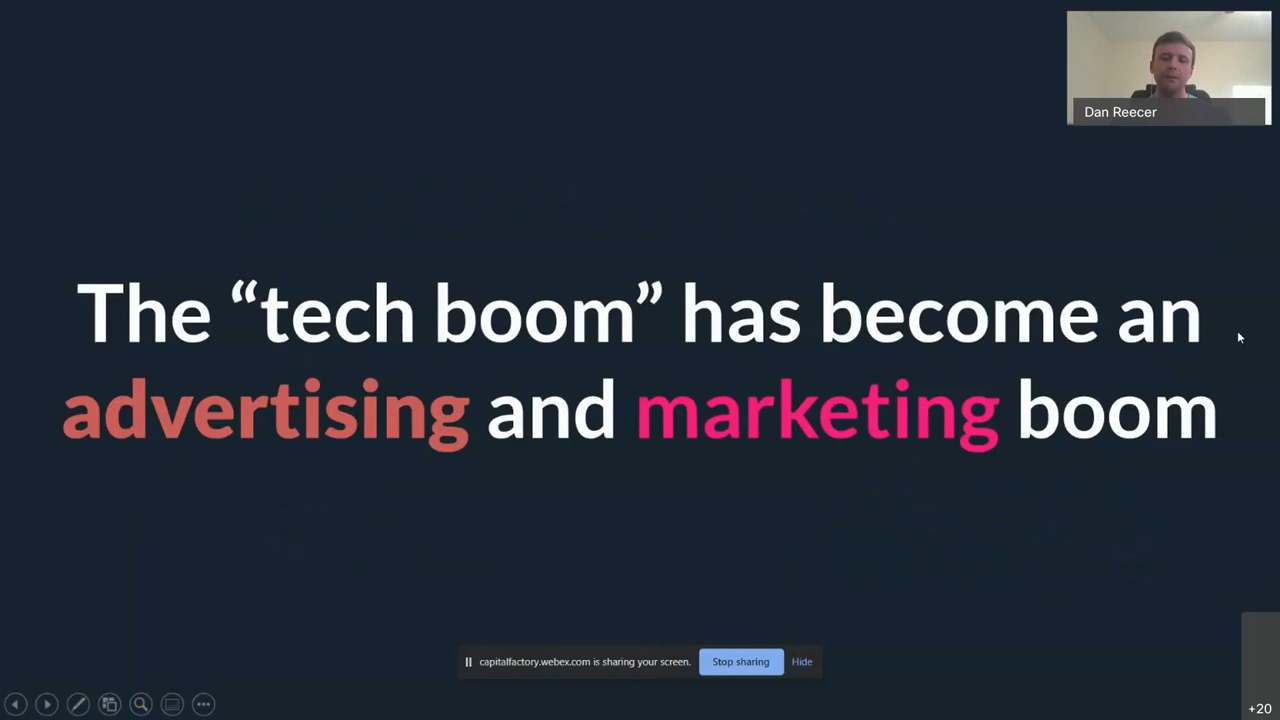 Dan Reecer
The “tech boom” has become an
advertising and marketing boom
capitalfactory.webex.com is sharing your screen. Stop sharing Hide
+20